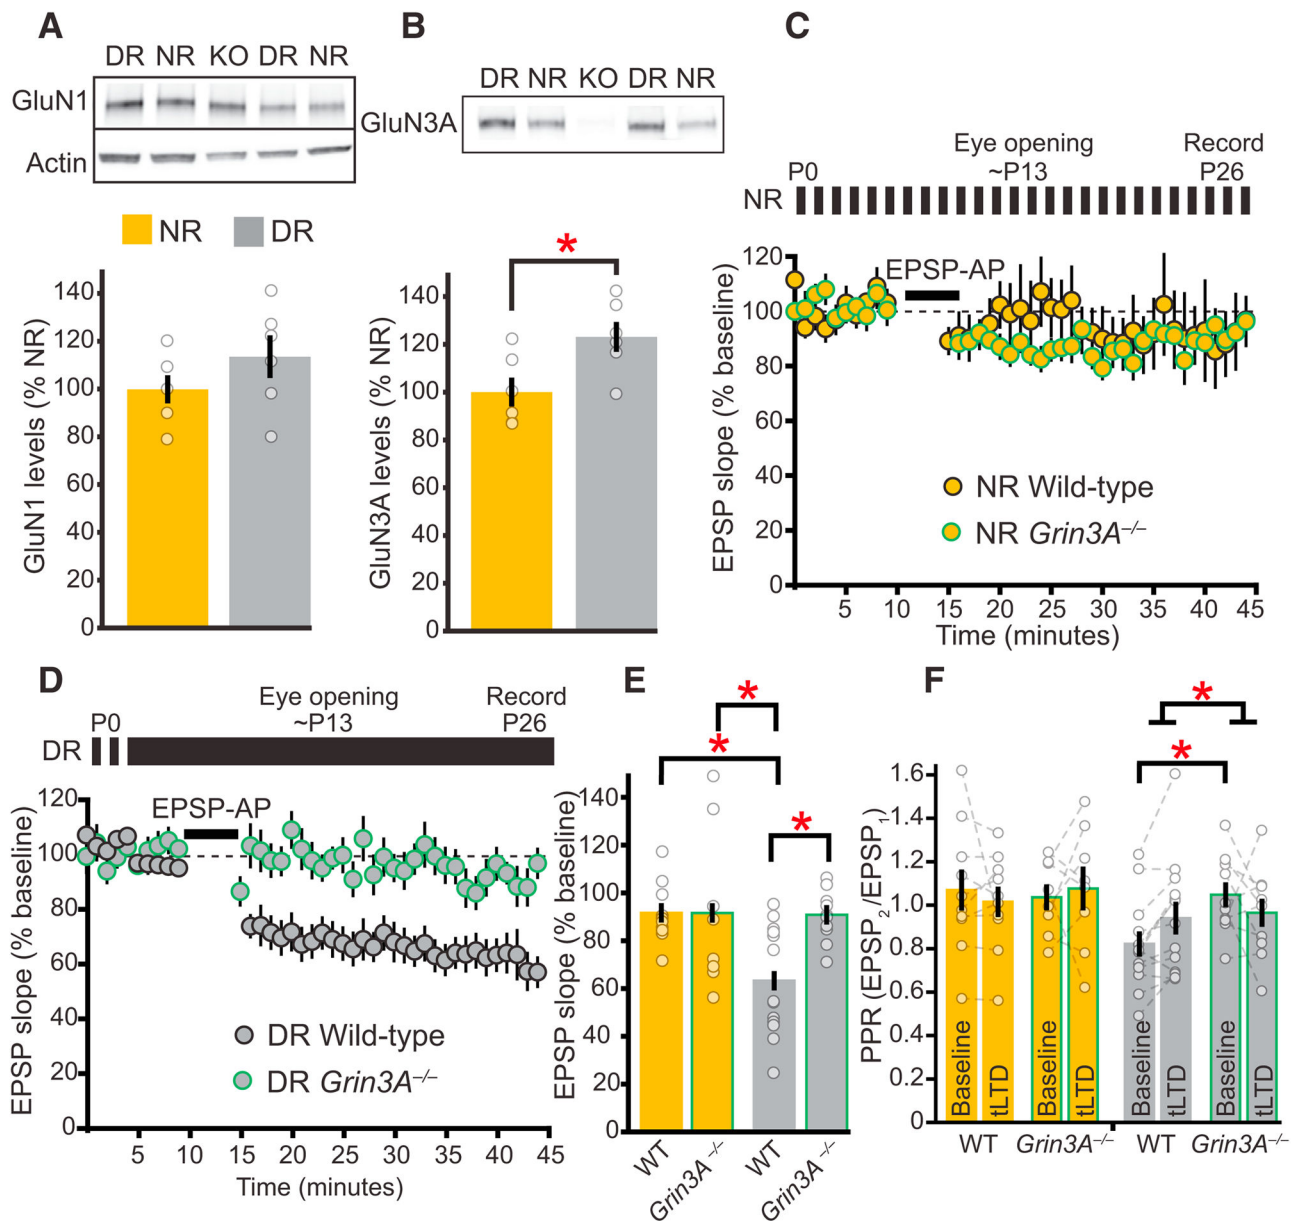 A
DR NR KO DR NR
GluN1
Actin
NR DR
GluN1 levels (% NR)
140
120
100
80
60
40
20
0
B
DR NR KO DR NR
GluN3A
*
GluN3A levels (% NR)
140
120
100
80
60
40
20
0
C
Eye opening Record
P0 ~P13 P26
NR
EPSP-AP
EPSP slope (% baseline)
120
100
80
60
40
20
0
NR Wild-type
NR Grin3A–/–
5 10 15 20 25 30 35 40 45
Time (minutes)
D
Eye opening Record
P0 ~P13 P26
DR
EPSP-AP
EPSP slope (% baseline)
120
100
80
60
40
20
0
DR Wild-type
DR Grin3A–/–
5 10 15 20 25 30 35 40 45
Time (minutes)
E
*
*
*
EPSP slope (% baseline)
140
120
100
80
60
40
20
0
WT Grin3A–/– WT Grin3A–/–
F
*
*
PPR (EPSP2/EPSP1)
1.6
1.4
1.2
1.0
0.8
0.6
0.4
0.2
0
Baseline tLTD Baseline tLTD Baseline tLTD Baseline tLTD
WT Grin3A–/– WT Grin3A–/–